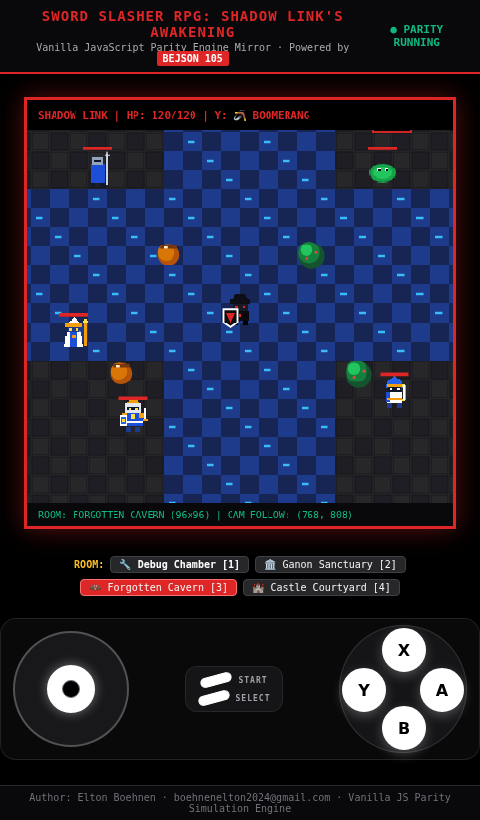 SWORD SLASHER RPG: SHADOW LINK'S
AWAKENING
Vanilla JavaScript Parity Engine Mirror · Powered by
BEJSON 105
● PARITY
RUNNING
SHADOW LINK | HP: 120/120 | Y: 🪃 BOOMERANG
ROOM: FORGOTTEN CAVERN (96×96) | CAM FOLLOW: (768, 808)
ROOM: 🔧 Debug Chamber [1] 🏛️ Ganon Sanctuary [2]
🦇 Forgotten Cavern [3] 🏰 Castle Courtyard [4]
START
SELECT
X
Y A
B
Author: Elton Boehnen · boehnenelton2024@gmail.com · Vanilla JS Parity
Simulation Engine